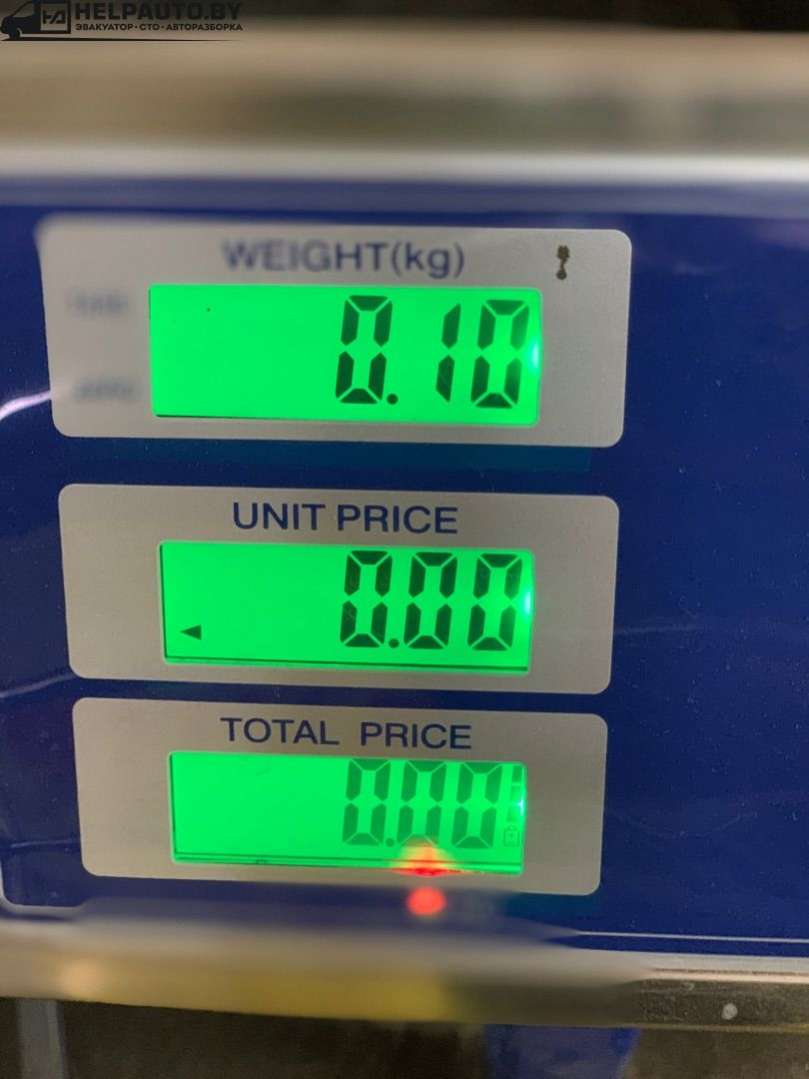 HELPAUTO.BY
ЭВАКУАТОР • СТО • АВТОРАЗБОРКА
WEIGHT(kg)
0.10
UNIT PRICE
0.00
TOTAL PRICE
0.00